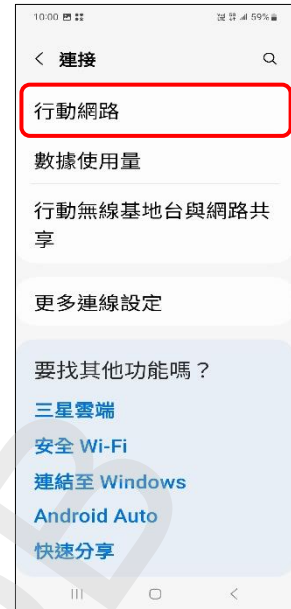 10:00
59%
連接
行動網路
數據使用量
行動無線基地台與網路共
享
更多連線設定
要找其他功能嗎？
三星雲端
安全 Wi-Fi
連結至 Windows
Android Auto
快速分享